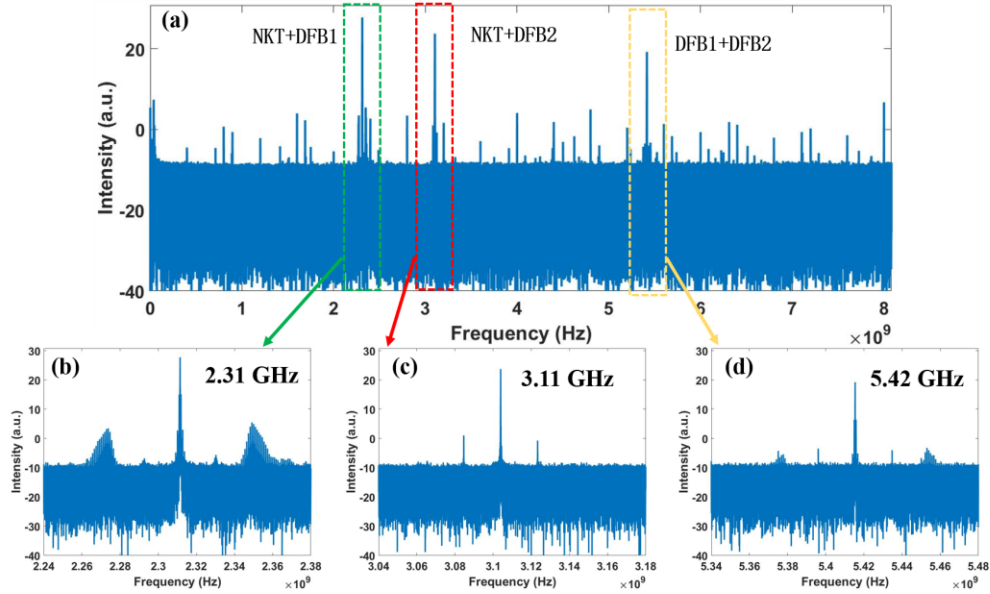 (a)
NKT+DFB1
NKT+DFB2
DFB1+DFB2
Intensity (a.u.)
20
0
-20
-40
0 1 2 3 4 5 6 7 8
Frequency (Hz)
×10⁹
(b)
2.31 GHz
Intensity (a.u.)
30
20
10
0
-10
-20
-30
-40
2.24 2.26 2.28 2.3 2.32 2.34 2.36 2.38
Frequency (Hz)
×10⁹
(c)
3.11 GHz
Intensity (a.u.)
30
20
10
0
-10
-20
-30
-40
3.04 3.06 3.08 3.1 3.12 3.14 3.16 3.18
Frequency (Hz)
×10⁹
(d)
5.42 GHz
Intensity (a.u.)
30
20
10
0
-10
-20
-30
-40
5.34 5.36 5.38 5.4 5.42 5.44 5.46 5.48
Frequency (Hz)
×10⁹